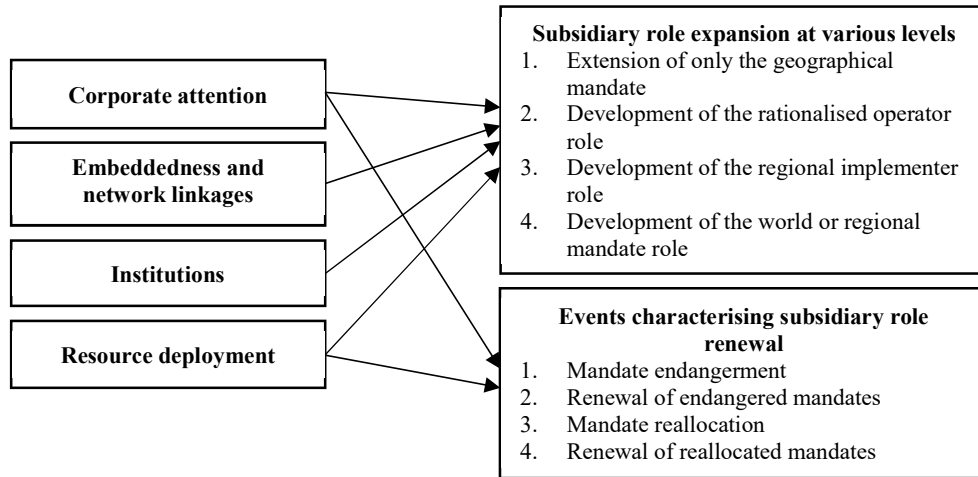 Corporate attention
Embeddedness and
network linkages
Institutions
Resource deployment
Subsidiary role expansion at various levels
1. Extension of only the geographical
mandate
2. Development of the rationalised operator
role
3. Development of the regional implementer
role
4. Development of the world or regional
mandate role
Events characterising subsidiary role
renewal
1. Mandate endangerment
2. Renewal of endangered mandates
3. Mandate reallocation
4. Renewal of reallocated mandates